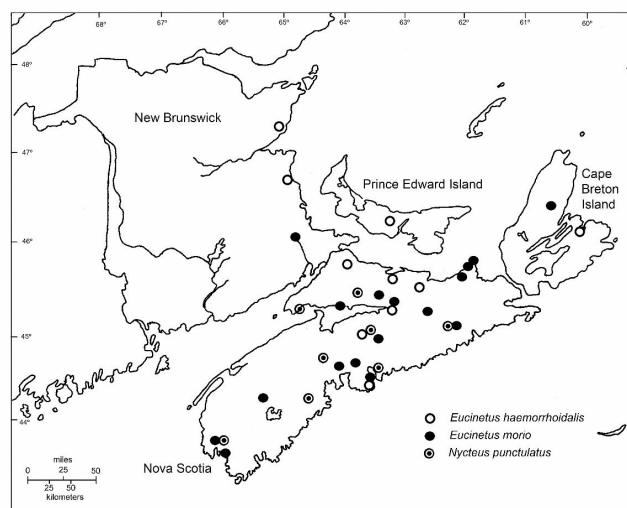 68° 67° 66° 65° 64° 63° 62° 61° 60°
48°
New Brunswick
47°
Prince Edward Island
Cape
Breton
Island
46°
45°
44°
Eucinetus haemorrhoidalis
Eucinetus morio
Nycteus punctulatus
Nova Scotia
miles
0 25 50
25 50
kilometers